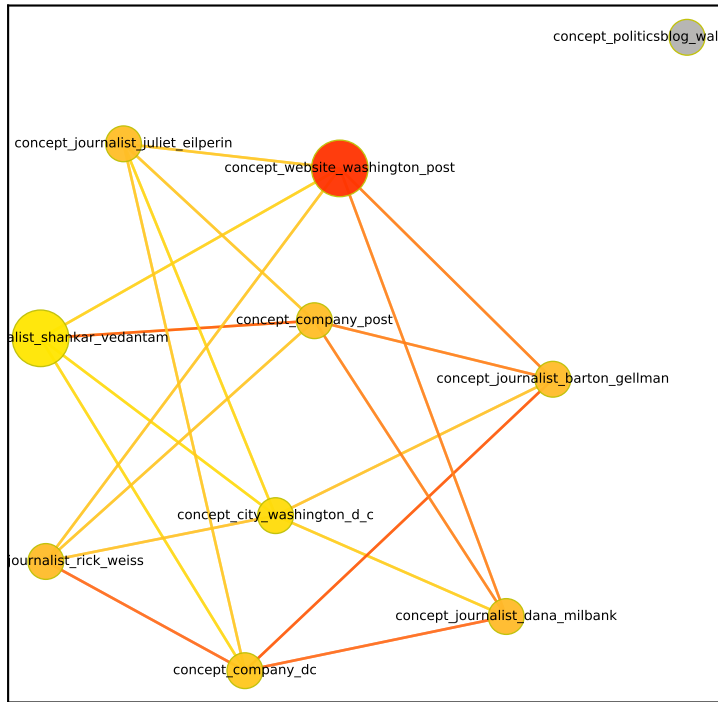 concept_politicsblog_wal
concept_journalist_juliet_eilperin
concept_website_washington_post
concept_company_post
alist_shankar_vedantam
concept_journalist_barton_gellman
concept_city_washington_d_c
journalist_rick_weiss
concept_journalist_dana_milbank
concept_company_dc